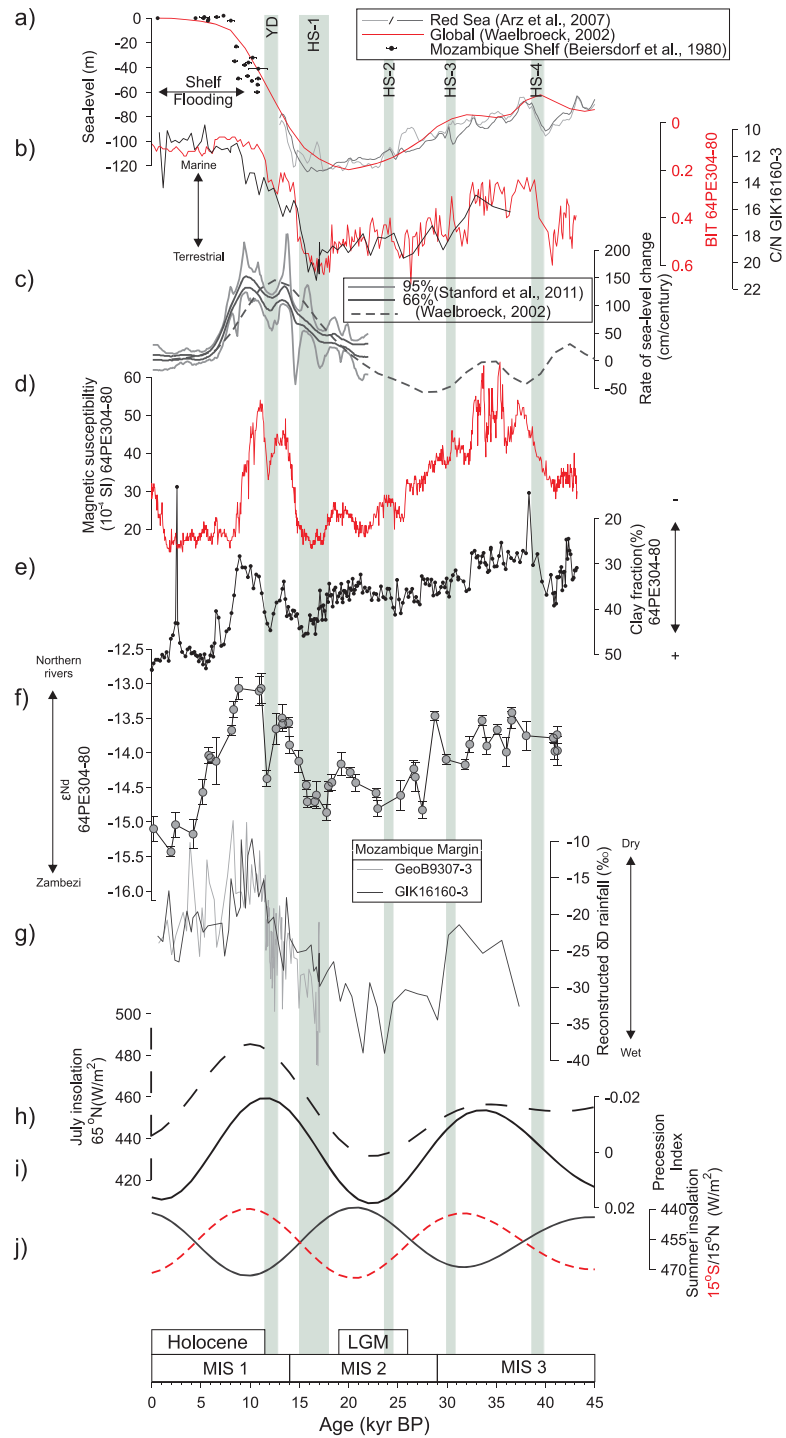 a)
Sea-level (m)
0
-20
-40
-60
-80
-100
-120
Shelf
Flooding
YD
HS-1
HS-2
HS-3
HS-4
Red Sea (Arz et al., 2007)
Global (Waelbroeck, 2002)
Mozambique Shelf (Beiersdorf et al., 1980)
b)
Marine
Terrestrial
0
0.2
0.4
0.6
BIT 64PE304-80
10
12
14
16
18
20
22
C/N GIK16160-3
c)
95%
66%
(Stanford et al., 2011)
(Waelbroeck, 2002)
200
150
100
50
0
-50
Rate of sea-level change
(cm/century)
d)
Magnetic susceptibiltiy
(10⁻⁴ SI) 64PE304-80
60
50
40
30
20
e)
20
30
40
50
Clay fraction(%)
64PE304-80
-
+
f)
Northern
rivers
Zambezi
εNd
64PE304-80
-12.5
-13.0
-13.5
-14.0
-14.5
-15.0
-15.5
-16.0
Mozambique Margin
GeoB9307-3
GIK16160-3
g)
-10
-15
-20
-25
-30
-35
-40
Reconstructed δD rainfall (‰)
Dry
Wet
h)
July insolation
65 °N(W/m²)
500
480
460
440
420
i)
-0.02
0
0.02
Precession
Index
j)
440
455
470
Summer insolation
15°S/15°N (W/m²)
Holocene
LGM
MIS 1
MIS 2
MIS 3
0
5
10
15
20
25
30
35
40
45
Age (kyr BP)